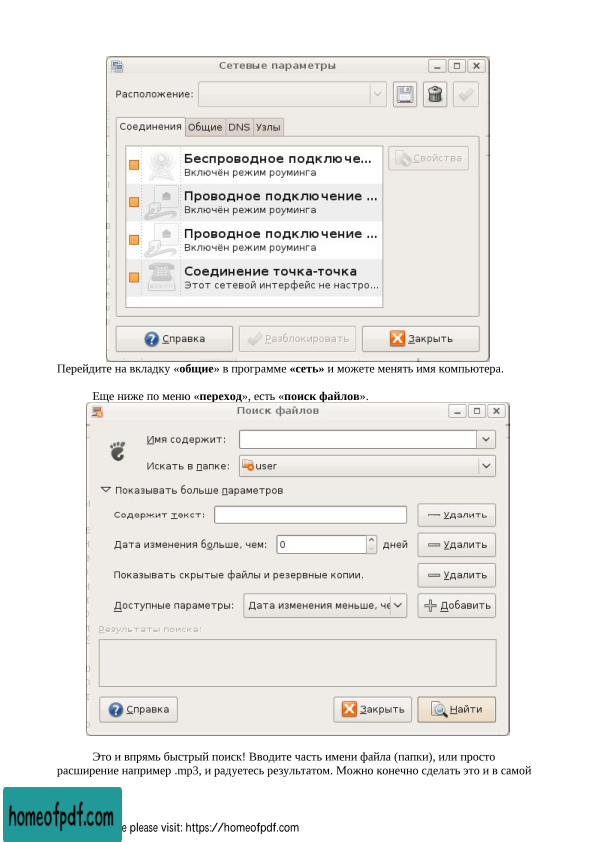 Сетевые параметры
Расположение:
Соединения Общие DNS Узлы
Беспроводное подключе...
Включён режим роуминга
Свойства
Проводное подключение ...
Включён режим роуминга
Проводное подключение ...
Включён режим роуминга
Соединение точка-точка
Этот сетевой интерфейс не настро...
Справка Разблокировать Закрыть
Перейдите на вкладку «общие» в программе «сеть» и можете менять имя компьютера.
Еще ниже по меню «переход», есть «поиск файлов».
Поиск файлов
Имя содержит:
Искать в папке: user
Показывать больше параметров
Содержит текст: Удалить
Дата изменения больше, чем: 0 дней Удалить
Показывать скрытые файлы и резервные копии. Удалить
Доступные параметры: Дата изменения меньше, че Добавить
Результаты поиска:
Справка Закрыть Найти
Это и впрямь быстрый поиск! Вводите часть имени файла (папки), или просто
расширение например .mp3, и радуетесь результатом. Можно конечно сделать это и в самой
homeofpdf.com
e please visit: https://homeofpdf.com